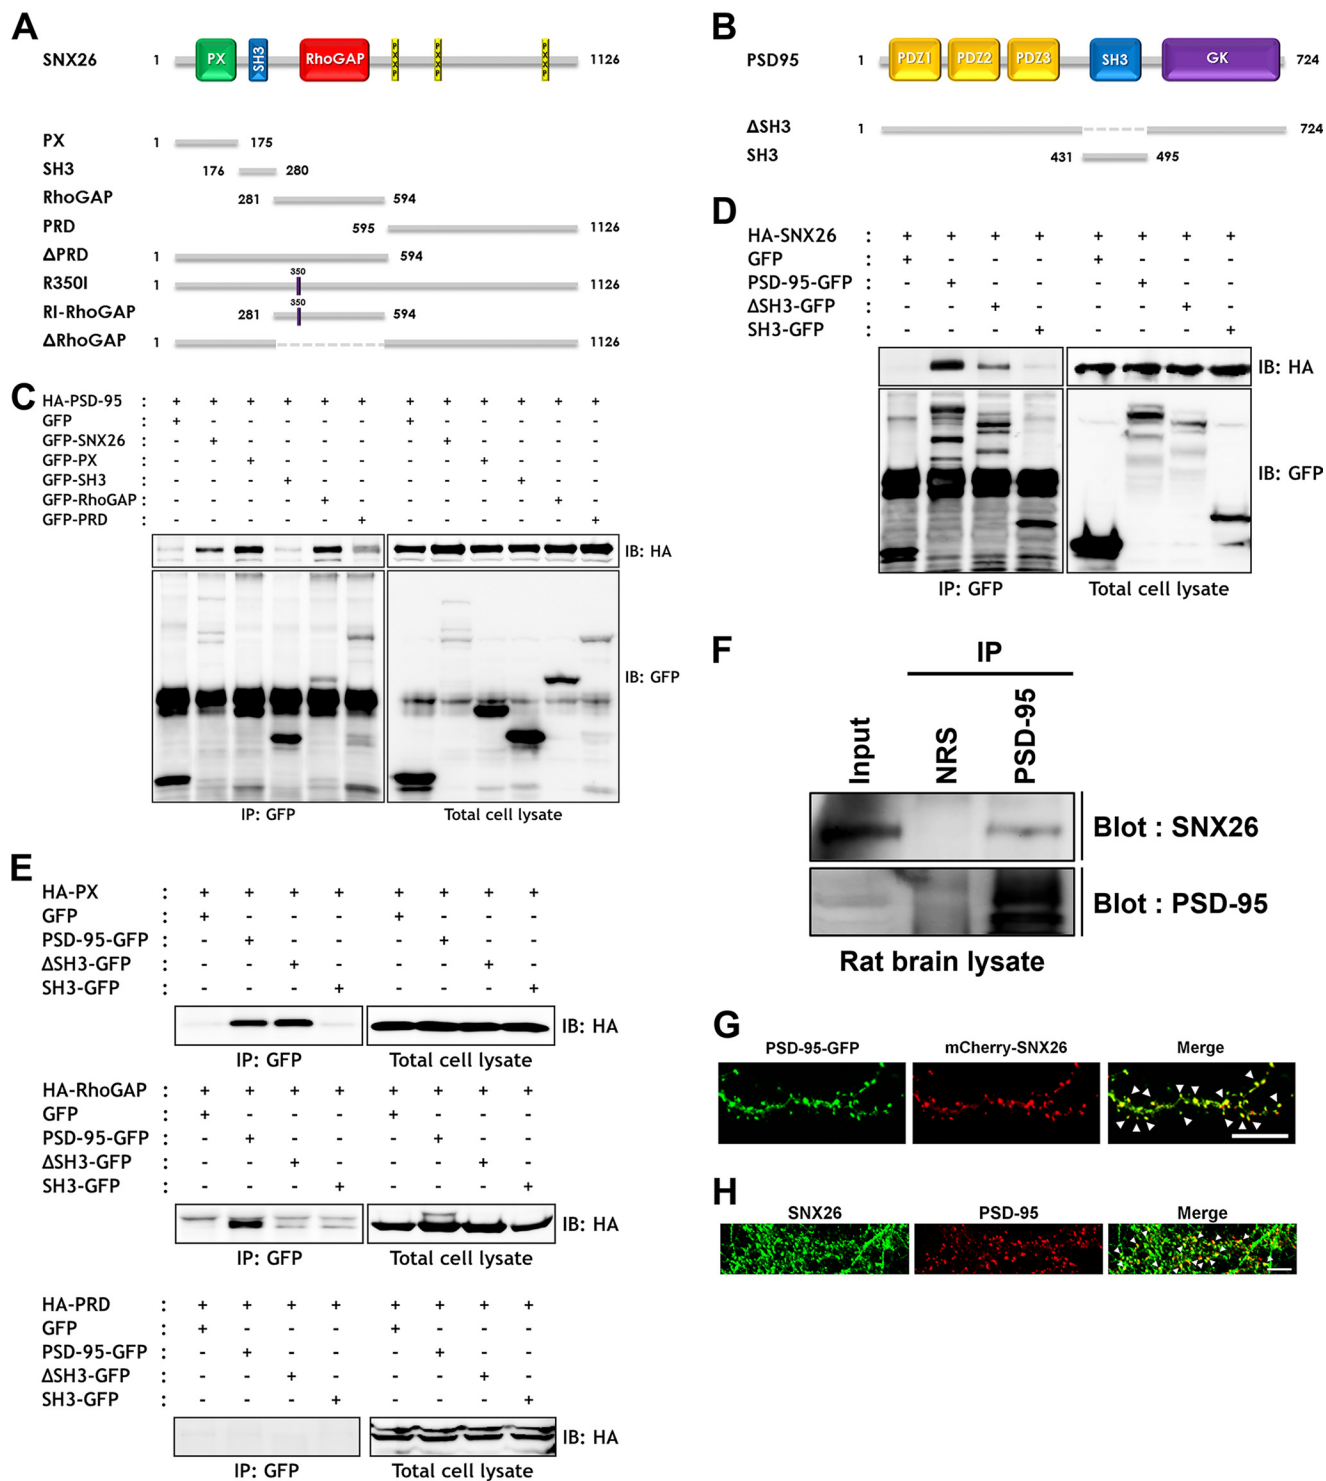 A
SNX26 1 PX SH3 RhoGAP PXXP PXXP PXXP 1126
PX 1 175
SH3 176 280
RhoGAP 281 594
PRD 595 1126
ΔPRD 1 594
R350I 1 350 1126
RI-RhoGAP 281 350 594
ΔRhoGAP 1 1126
B
PSD95 1 PDZ1 PDZ2 PDZ3 SH3 GK 724
ΔSH3 1 724
SH3 431 495
C
HA-PSD-95 : + + + + + + + + + + + +
GFP : + - - - - - + - - - - -
GFP-SNX26 : - + - - - - - + - - - -
GFP-PX : - - + - - - - - + - - -
GFP-SH3 : - - - + - - - - - + - -
GFP-RhoGAP : - - - - + - - - - - + -
GFP-PRD : - - - - - + - - - - - +
IB: HA
IB: GFP
IP: GFP Total cell lysate
D
HA-SNX26 : + + + + + + + +
GFP : + - - - + - - -
PSD-95-GFP : - + - - - + - -
ΔSH3-GFP : - - + - - - + -
SH3-GFP : - - - + - - - +
IB: HA
IB: GFP
IP: GFP Total cell lysate
E
HA-PX : + + + + + + + +
GFP : + - - - + - - -
PSD-95-GFP : - + - - - + - -
ΔSH3-GFP : - - + - - - + -
SH3-GFP : - - - + - - - +
IB: HA
IP: GFP Total cell lysate
HA-RhoGAP : + + + + + + + +
GFP : + - - - + - - -
PSD-95-GFP : - + - - - + - -
ΔSH3-GFP : - - + - - - + -
SH3-GFP : - - - + - - - +
IB: HA
IP: GFP Total cell lysate
HA-PRD : + + + + + + + +
GFP : + - - - + - - -
PSD-95-GFP : - + - - - + - -
ΔSH3-GFP : - - + - - - + -
SH3-GFP : - - - + - - - +
IB: HA
IP: GFP Total cell lysate
F
IP
Input NRS PSD-95
Blot : SNX26
Blot : PSD-95
Rat brain lysate
G
PSD-95-GFP mCherry-SNX26 Merge
H
SNX26 PSD-95 Merge